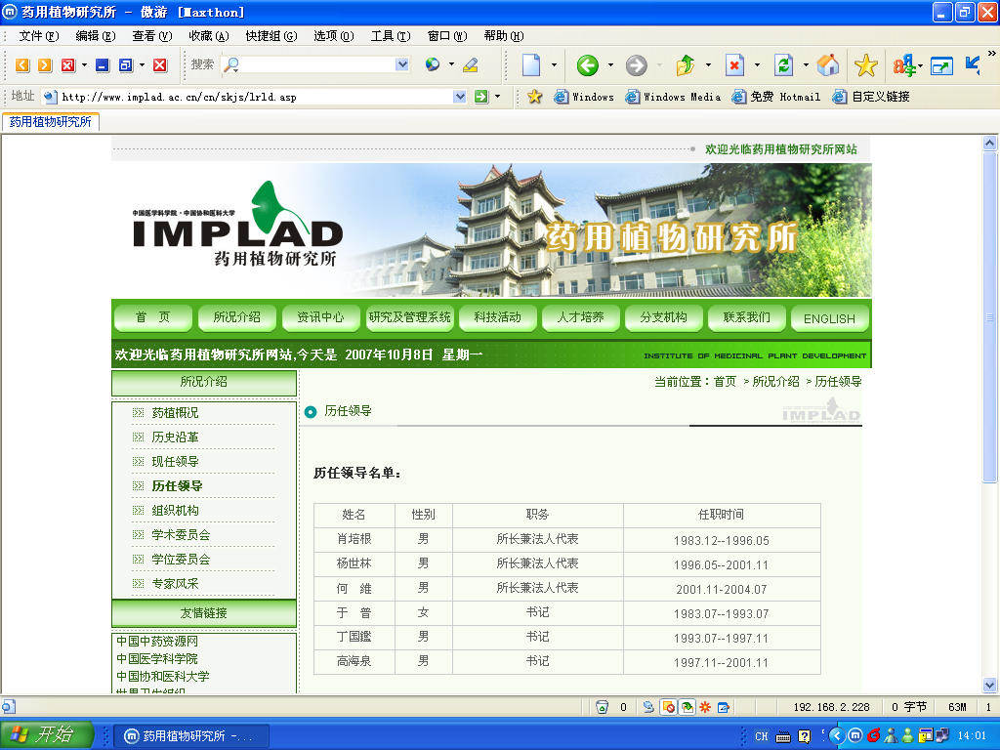 药用植物研究所 - 傲游 [Maxthon]
文件(F) 编辑(E) 查看(V) 收藏(A) 快捷组(G) 选项(O) 工具(T) 窗口(W) 帮助(H)
搜索
地址 http://www.implad.ac.cn/cn/skjs/lrld.asp Windows Windows Media 免费 Hotmail 自定义链接
药用植物研究所
欢迎光临药用植物研究所网站
中国医学科学院·中国协和医科大学
IMPLAD
药用植物研究所
药用植物研究所
首 页 所况介绍 资讯中心 研究及管理系统 科技活动 人才培养 分支机构 联系我们 ENGLISH
欢迎光临药用植物研究所网站,今天是 2007年10月8日 星期一 INSTITUTE OF MEDICINAL PLANT DEVELOPMENT
所况介绍
当前位置：首页 > 所况介绍 > 历任领导
药植概况
历史沿革
现任领导
历任领导
组织机构
学术委员会
学位委员会
专家风采
友情链接
中国中药资源网
中国医学科学院
中国协和医科大学
历任领导
IMPLAD
历任领导名单：
姓名 性别 职务 任职时间
肖培根 男 所长兼法人代表 1983.12--1996.05
杨世林 男 所长兼法人代表 1996.05--2001.11
何 维 男 所长兼法人代表 2001.11-2004.07
于 普 女 书记 1983.07--1993.07
丁国鑑 男 书记 1993.07--1997.11
高海泉 男 书记 1997.11--2001.11
0 192.168.2.228 0 字节 63M 1
开始 药用植物研究所 -... CH 14:01